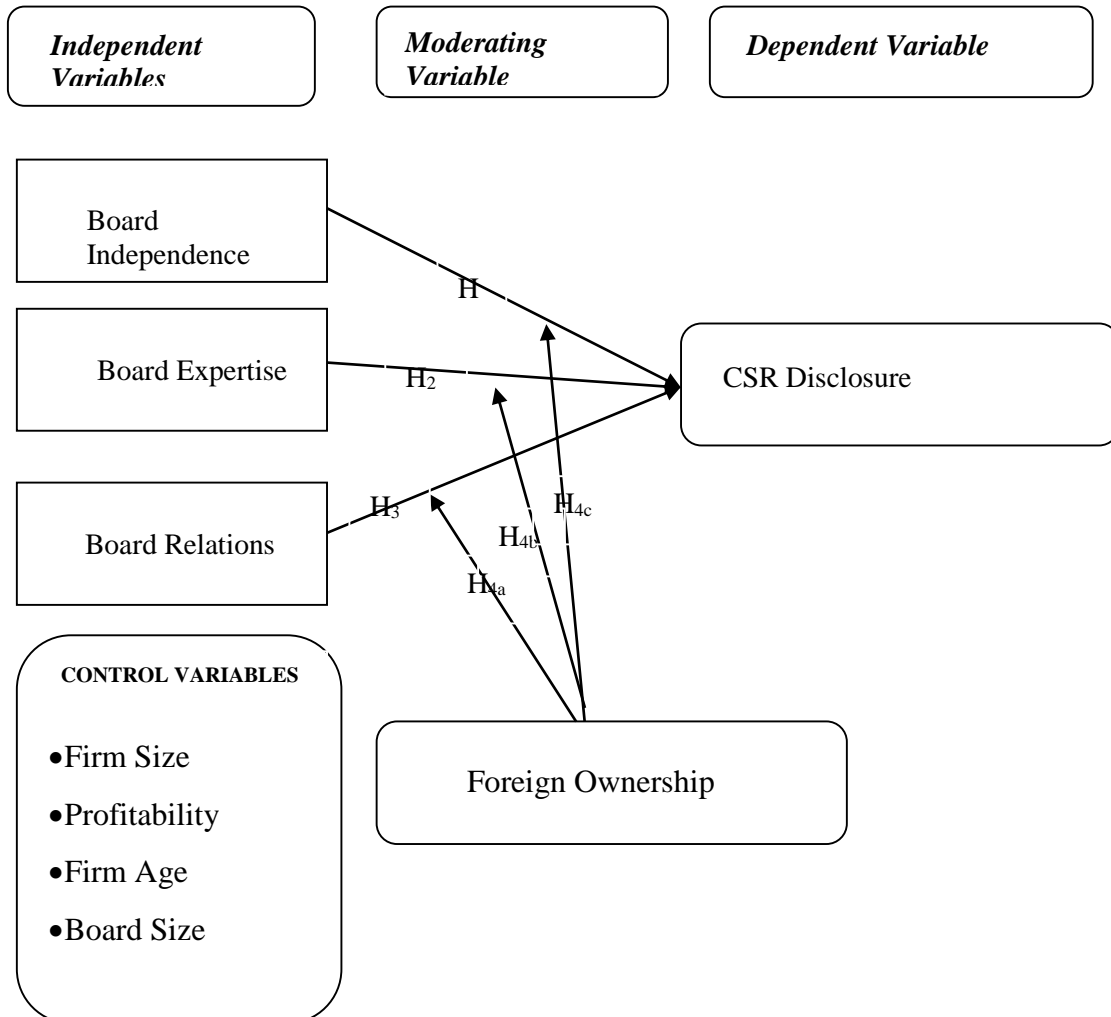 Independent
Variables
Moderating
Variable
Dependent Variable
Board
Independence
H
Board Expertise
H2
CSR Disclosure
Board Relations
H3
H4c
H4b
H4a
CONTROL VARIABLES
•Firm Size
•Profitability
•Firm Age
•Board Size
Foreign Ownership